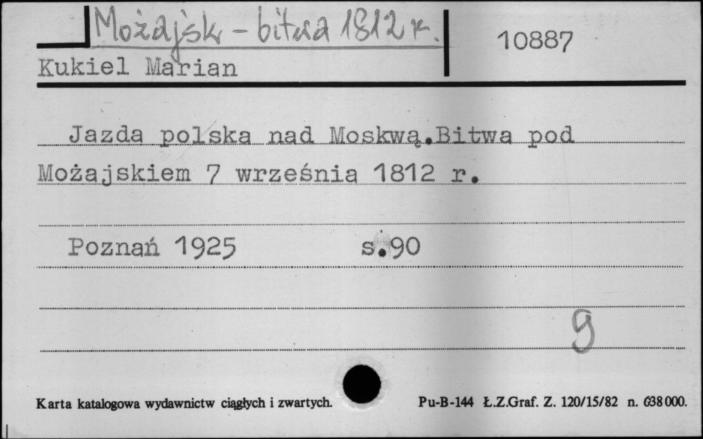 Możajsk – bitwa 1812 r.
10887
Kukiel Marian
Jazda polska nad Moskwą.Bitwa pod
Możajskiem 7 września 1812 r.
Poznań 1925 s.90
9
Karta katalogowa wydawnictw ciągłych i zwartych.
Pu-B-144 Ł.Z.Graf. Z. 120/15/82 n. 638000.